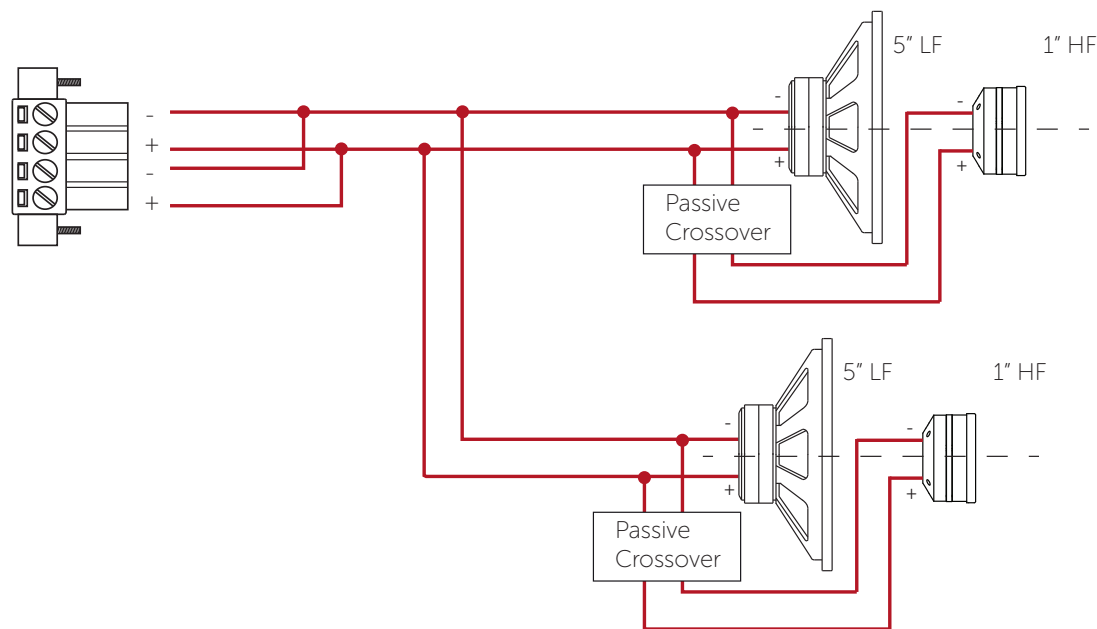 5” LF
1” HF
-
+
-
+
-
+
-
+
Passive
Crossover
5” LF
1” HF
-
+
-
+
Passive
Crossover